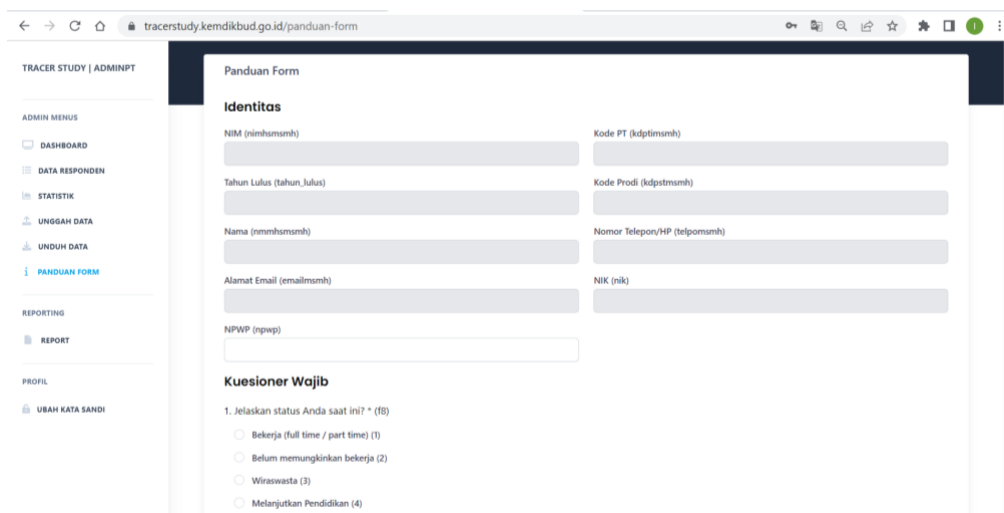 tracerstudy.kemdikbud.go.id/panduan-form
I
TRACER STUDY | ADMINPT
ADMIN MENUS
DASHBOARD
DATA RESPONDEN
STATISTIK
UNGGAH DATA
UNDUH DATA
PANDUAN FORM
REPORTING
REPORT
PROFIL
UBAH KATA SANDI
Panduan Form
Identitas
NIM (nimhsmsmh) Kode PT (kdptimsmh)
Tahun Lulus (tahun_lulus) Kode Prodi (kdpstmsmh)
Nama (nmmhsmsmh) Nomor Telepon/HP (telpomsmh)
Alamat Email (emailmsmh) NIK (nik)
NPWP (npwp)
Kuesioner Wajib
1. Jelaskan status Anda saat ini? * (f8)
Bekerja (full time / part time) (1)
Belum memungkinkan bekerja (2)
Wiraswasta (3)
Melanjutkan Pendidikan (4)